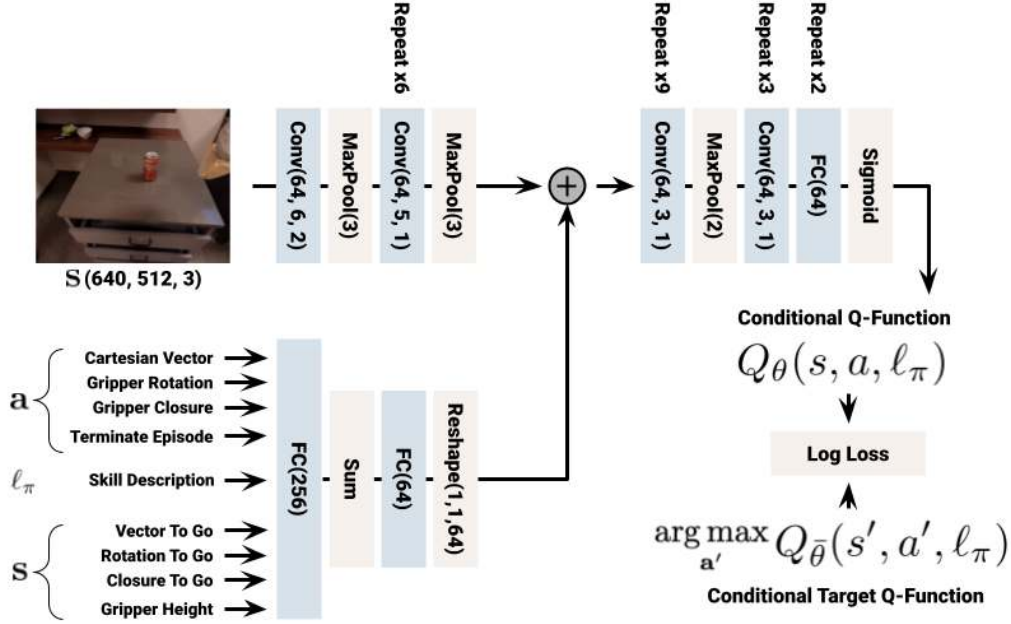 Repeat x6
Repeat x9
Repeat x3
Repeat x2
Conv(64, 6, 2)
MaxPool(3)
Conv(64, 5, 1)
MaxPool(3)
+
Conv(64, 3, 1)
MaxPool(2)
Conv(64, 3, 1)
FC(64)
Sigmoid
S (640, 512, 3)
a
Cartesian Vector
Gripper Rotation
Gripper Closure
Terminate Episode
ℓπ Skill Description
s
Vector To Go
Rotation To Go
Closure To Go
Gripper Height
FC(256)
Sum
FC(64)
Reshape(1,1,64)
Conditional Q-Function
Qθ(s, a, ℓπ)
Log Loss
arg max a′ Qθ̄(s′, a′, ℓπ)
Conditional Target Q-Function